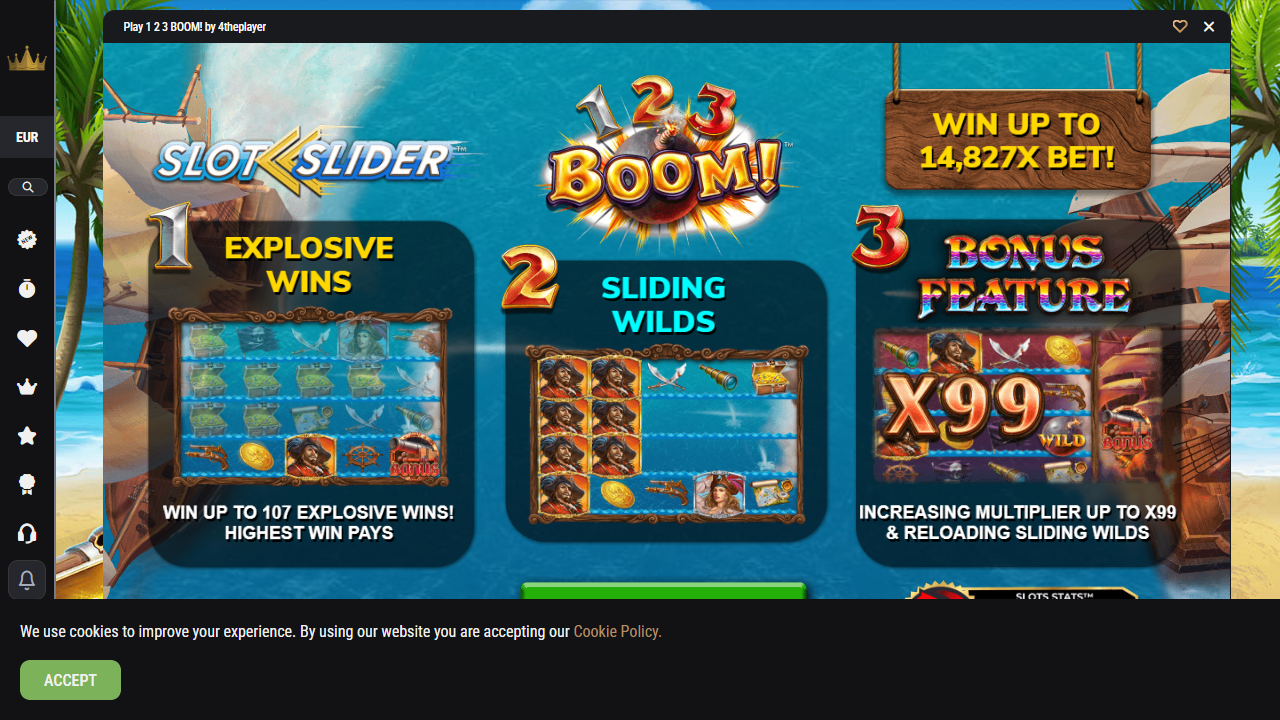 Play 1 2 3 BOOM! by 4theplayer
EUR
NEW
SLOT SLIDER™
1 2 3
BOOM!™
WIN UP TO
14,827X BET!
1
EXPLOSIVE
WINS
BONUS
WIN UP TO 107 EXPLOSIVE WINS!
HIGHEST WIN PAYS
2
SLIDING
WILDS
3
BONUS
FEATURE
X99
WILD
BONUS
INCREASING MULTIPLIER UP TO X99
& RELOADING SLIDING WILDS
SLOTS STATS™
We use cookies to improve your experience. By using our website you are accepting our Cookie Policy.
ACCEPT